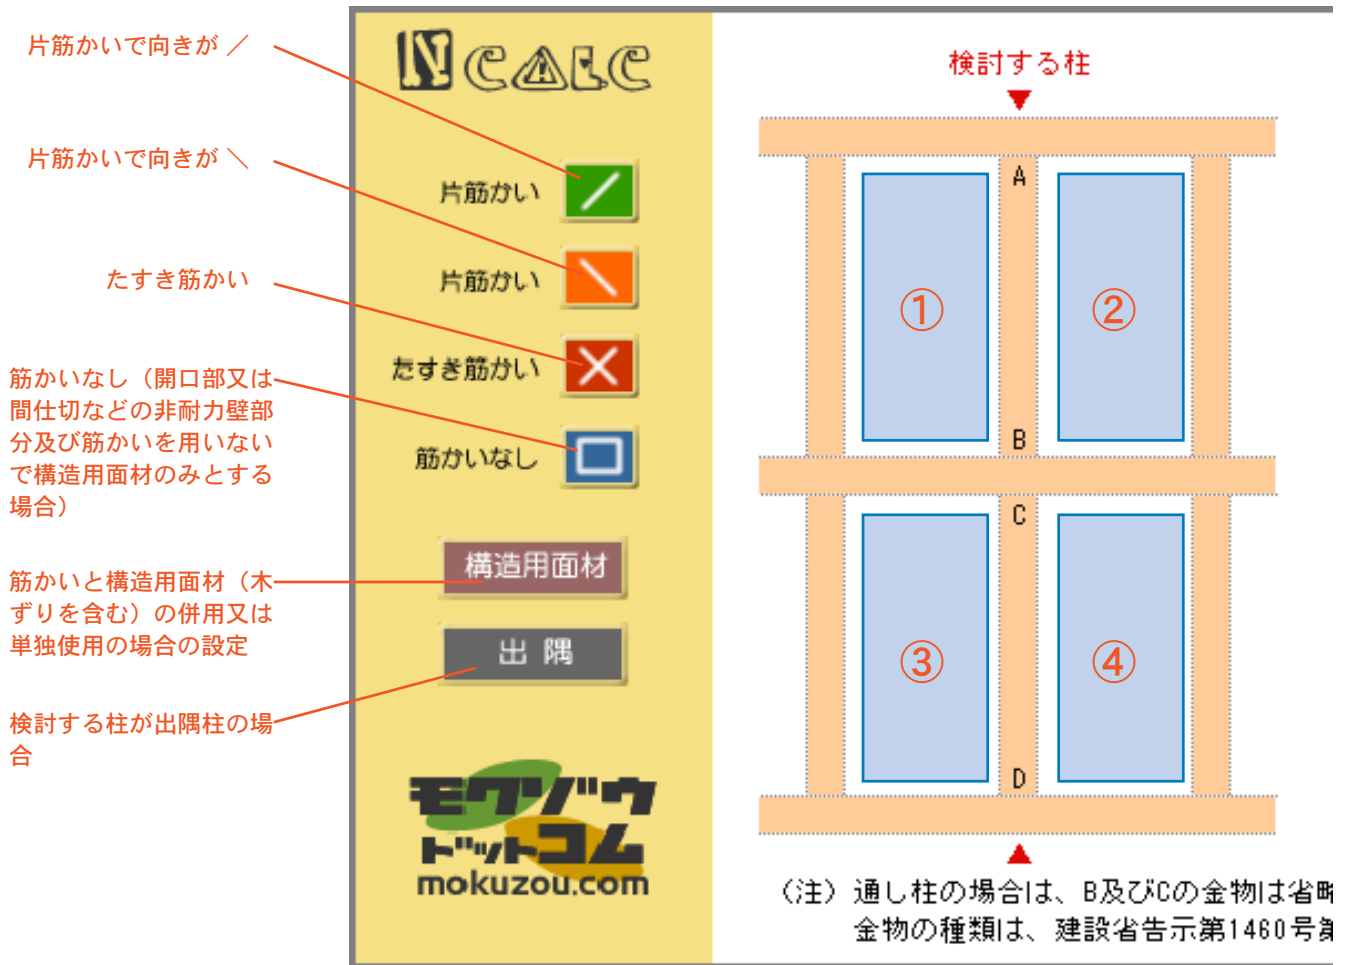 片筋かいで向きが ／
片筋かいで向きが ＼
たすき筋かい
筋かいなし（開口部又は
間仕切などの非耐力壁部
分及び筋かいを用いない
で構造用面材のみとする
場合）
筋かいと構造用面材（木
ずりを含む）の併用又は
単独使用の場合の設定
検討する柱が出隅柱の場
合
N CALC
片筋かい
片筋かい
たすき筋かい
筋かいなし
構造用面材
出 隅
モクゾウ
ドットコム
mokuzou.com
検討する柱
A
① ②
B
C
③ ④
D
（注）通し柱の場合は、B及びCの金物は省略
金物の種類は、建設省告示第1460号第